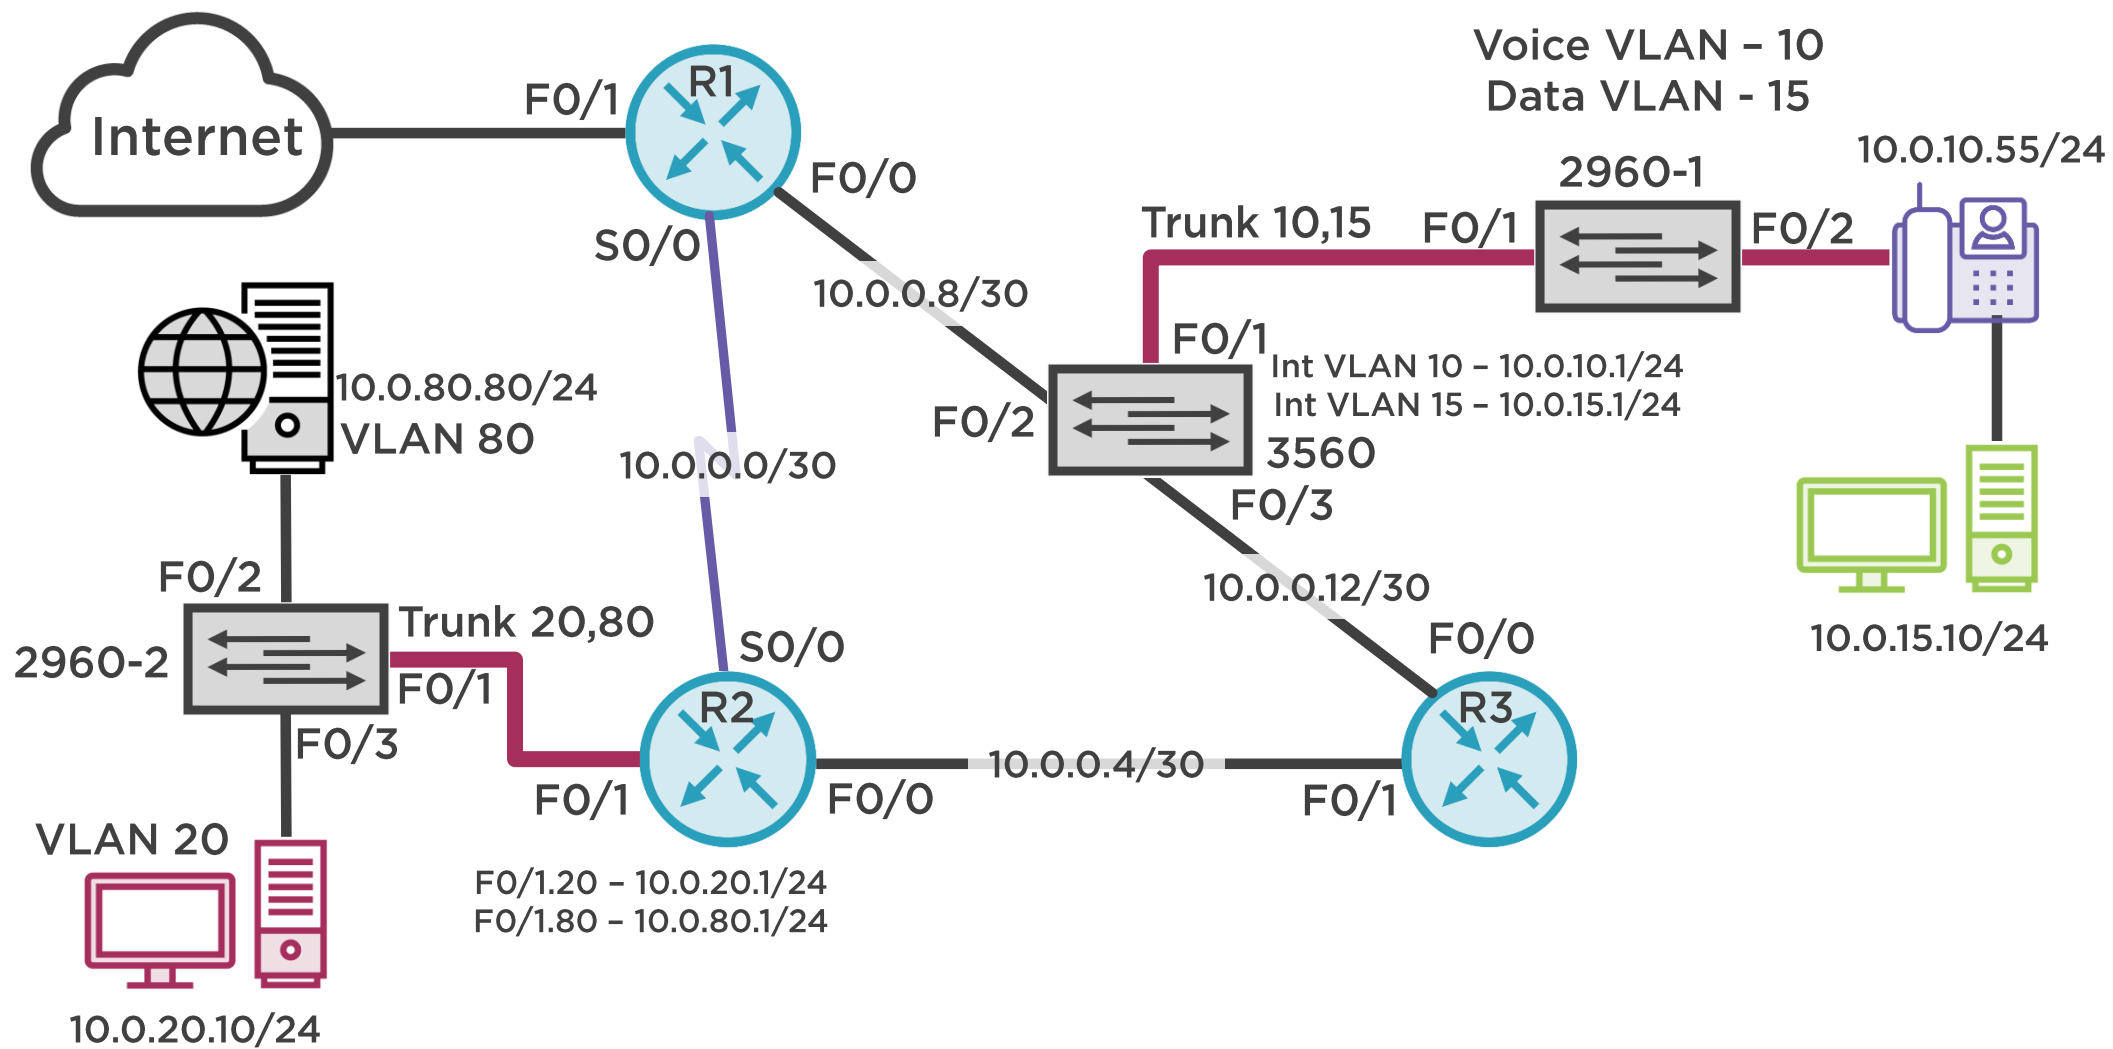 Voice VLAN – 10
Data VLAN - 15
Internet
F0/1
R1
F0/0
S0/0
10.0.0.8/30
Trunk 10,15
F0/1
2960-1
F0/2
10.0.10.55/24
F0/1
Int VLAN 10 – 10.0.10.1/24
Int VLAN 15 – 10.0.15.1/24
F0/2
3560
F0/3
10.0.80.80/24
VLAN 80
10.0.0.0/30
10.0.0.12/30
10.0.15.10/24
F0/2
2960-2
Trunk 20,80
F0/1
F0/3
S0/0
R2
F0/1
F0/0
10.0.0.4/30
F0/0
R3
F0/1
VLAN 20
F0/1.20 – 10.0.20.1/24
F0/1.80 – 10.0.80.1/24
10.0.20.10/24